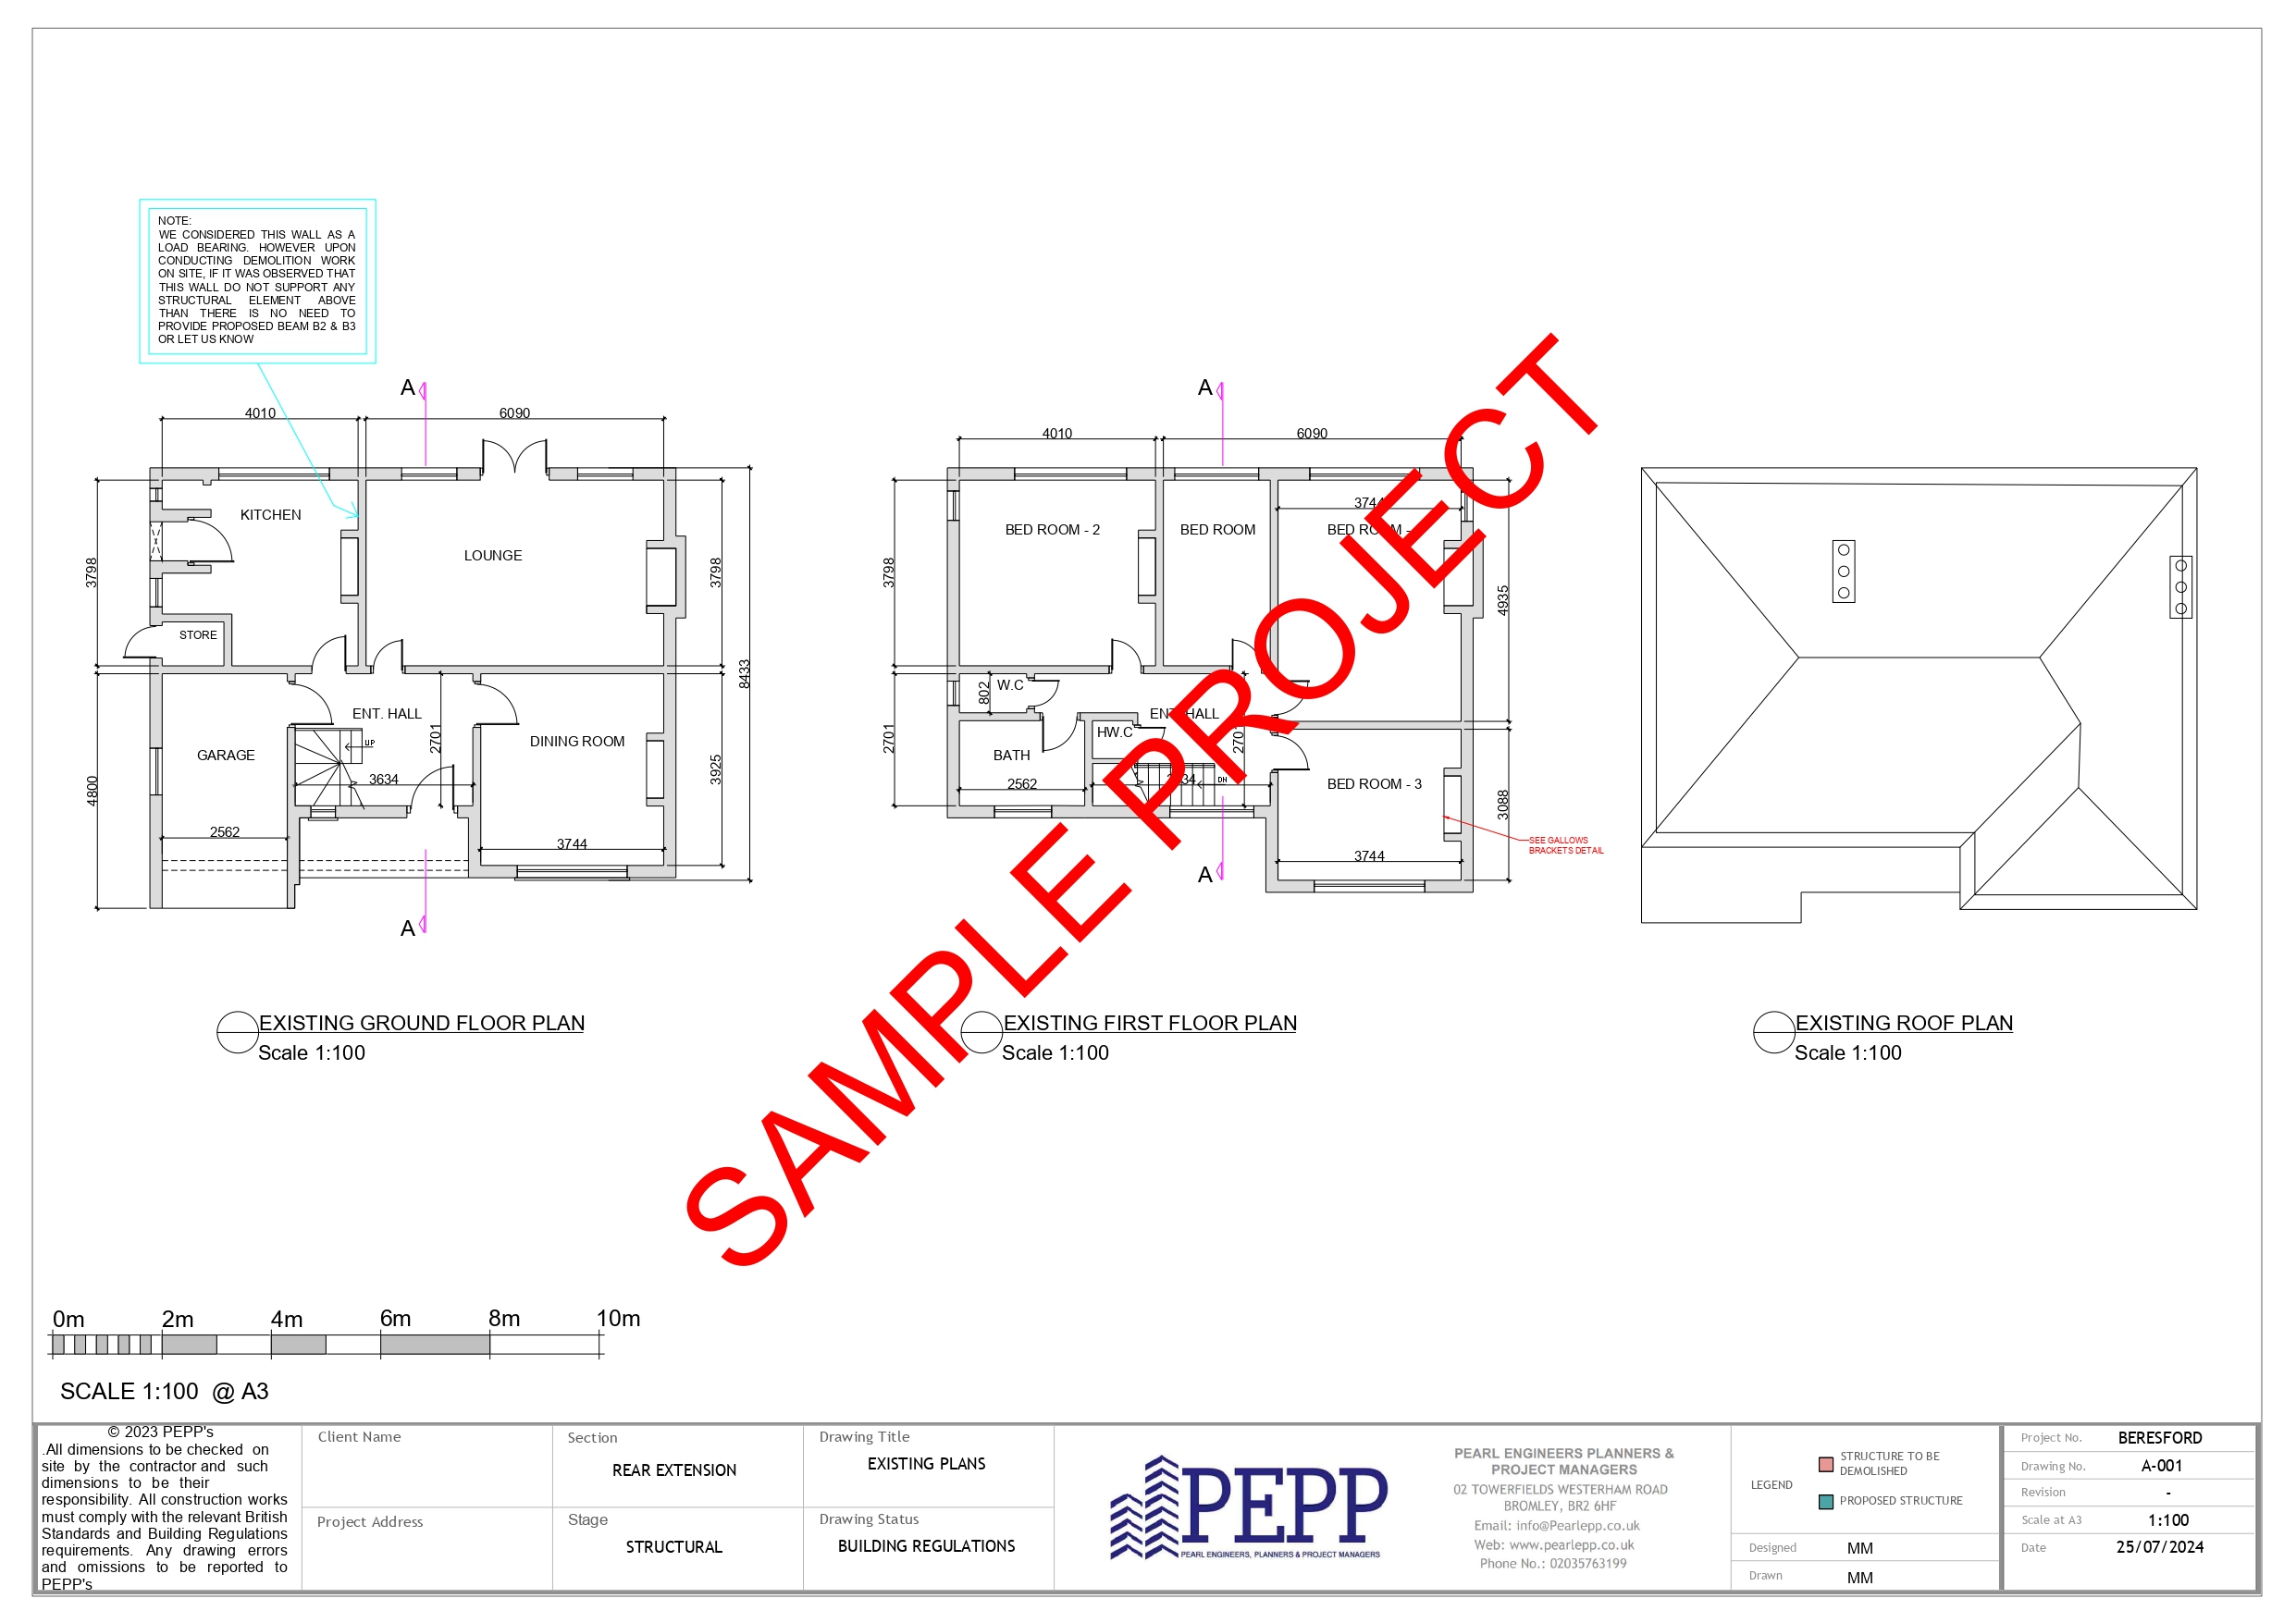 NOTE:
WE CONSIDERED THIS WALL AS A
LOAD BEARING. HOWEVER UPON
CONDUCTING DEMOLITION WORK
ON SITE, IF IT WAS OBSERVED THAT
THIS WALL DO NOT SUPPORT ANY
STRUCTURAL ELEMENT ABOVE
THAN THERE IS NO NEED TO
PROVIDE PROPOSED BEAM B2 & B3
OR LET US KNOW
A
4010
6090
KITCHEN
LOUNGE
3798
3798
STORE
8433
ENT. HALL
2701
UP
DINING ROOM
GARAGE
3634
4800
3925
2562
3744
A
EXISTING GROUND FLOOR PLAN
Scale 1:100
A
4010
6090
3744
BED ROOM - 2
BED ROOM
BED ROOM -
3798
4935
W.C
802
ENT. HALL
HW.C
2701
BATH
2562
DN
BED ROOM - 3
3088
3744
SEE GALLOWS
BRACKETS DETAIL
A
EXISTING FIRST FLOOR PLAN
Scale 1:100
EXISTING ROOF PLAN
Scale 1:100
SAMPLE PROJECT
0m 2m 4m 6m 8m 10m
SCALE 1:100 @ A3
© 2023 PEPP's
.All dimensions to be checked on
site by the contractor and such
dimensions to be their
responsibility. All construction works
must comply with the relevant British
Standards and Building Regulations
requirements. Any drawing errors
and omissions to be reported to
PEPP's
Client Name
Project Address
Section
REAR EXTENSION
Stage
STRUCTURAL
Drawing Title
EXISTING PLANS
Drawing Status
BUILDING REGULATIONS
PEPP
PEARL ENGINEERS, PLANNERS & PROJECT MANAGERS
PEARL ENGINEERS PLANNERS &
PROJECT MANAGERS
02 TOWERFIELDS WESTERHAM ROAD
BROMLEY, BR2 6HF
Email: info@Pearlepp.co.uk
Web: www.pearlepp.co.uk
Phone No.: 02035763199
LEGEND
STRUCTURE TO BE
DEMOLISHED
PROPOSED STRUCTURE
Designed MM
Drawn MM
Project No. BERESFORD
Drawing No. A-001
Revision -
Scale at A3 1:100
Date 25/07/2024